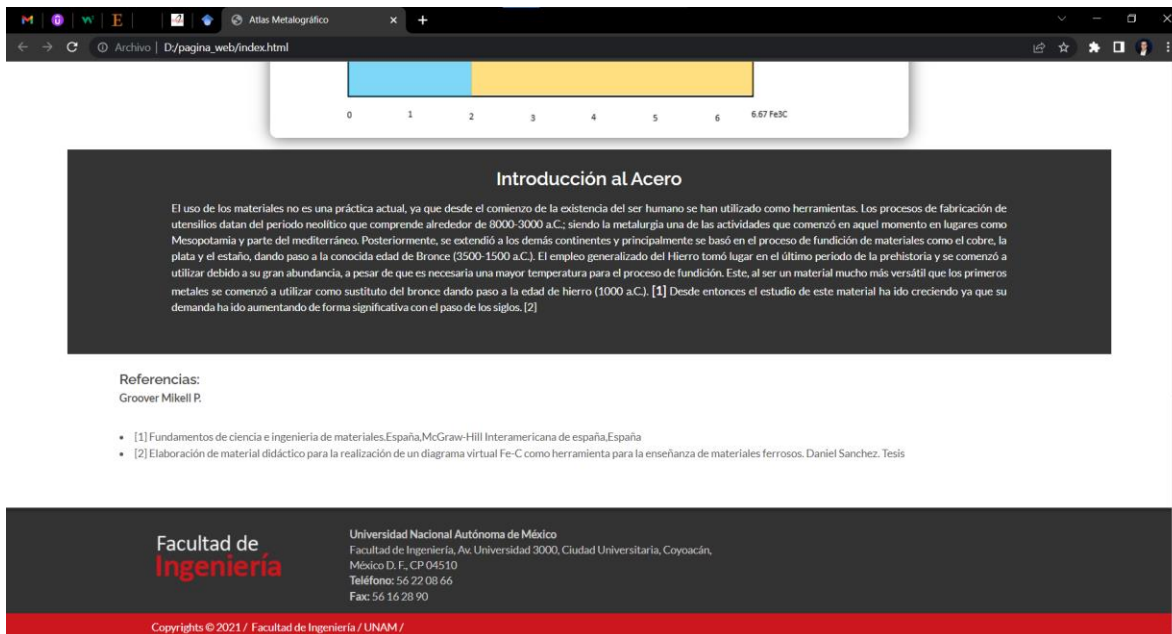 Atlas Metalográfico
Archivo | D:/pagina_web/index.html
0 1 2 3 4 5 6 6.67 Fe3C
Introducción al Acero
El uso de los materiales no es una práctica actual, ya que desde el comienzo de la existencia del ser humano se han utilizado como herramientas. Los procesos de fabricación de
utensilios datan del periodo neolítico que comprende alrededor de 8000-3000 a.C.; siendo la metalurgia una de las actividades que comenzó en aquel momento en lugares como
Mesopotamia y parte del mediterráneo. Posteriormente, se extendió a los demás continentes y principalmente se basó en el proceso de fundición de materiales como el cobre, la
plata y el estaño, dando paso a la conocida edad de Bronce (3500-1500 a.C.). El empleo generalizado del Hierro tomó lugar en el último periodo de la prehistoria y se comenzó a
utilizar debido a su gran abundancia, a pesar de que es necesaria una mayor temperatura para el proceso de fundición. Este, al ser un material mucho más versátil que los primeros
metales se comenzó a utilizar como sustituto del bronce dando paso a la edad de hierro (1000 a.C.). [1] Desde entonces el estudio de este material ha ido creciendo ya que su
demanda ha ido aumentando de forma significativa con el paso de los siglos. [2]
Referencias:
Groover Mikell P.
[1] Fundamentos de ciencia e ingenieria de materiales.España,McGraw-Hill Interamericana de españa,España
[2] Elaboración de material didáctico para la realización de un diagrama virtual Fe-C como herramienta para la enseñanza de materiales ferrosos. Daniel Sanchez. Tesis
Facultad de
Ingeniería
Universidad Nacional Autónoma de México
Facultad de Ingeniería, Av. Universidad 3000, Ciudad Universitaria, Coyoacán,
México D. F., CP 04510
Teléfono: 56 22 08 66
Fax: 56 16 28 90
Copyrights © 2021 / Facultad de Ingeniería / UNAM /